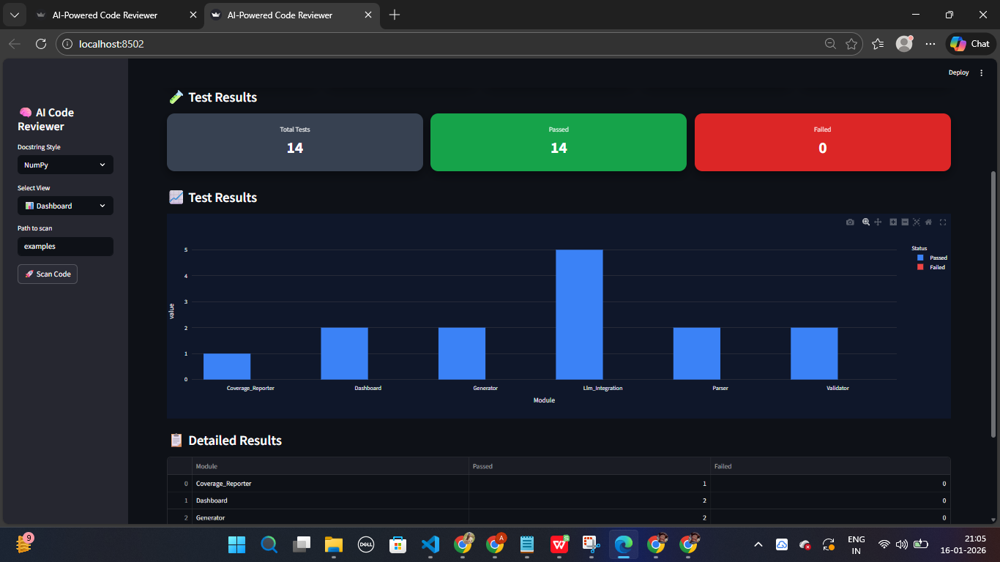 AI-Powered Code Reviewer
AI-Powered Code Reviewer
localhost:8502
Chat
Deploy
AI Code
Reviewer
Docstring Style
NumPy
Select View
Dashboard
Path to scan
examples
Scan Code
Test Results
Total Tests
14
Passed
14
Failed
0
Test Results
Status
Passed
Failed
value
5
4
3
2
1
0
Coverage_Reporter
Dashboard
Generator
Llm_Integration
Parser
Validator
Module
Detailed Results
Module Passed Failed
0 Coverage_Reporter 1 0
1 Dashboard 2 0
2 Generator 2 0
9
DELL
A
W
ENG
IN
21:05
16-01-2026